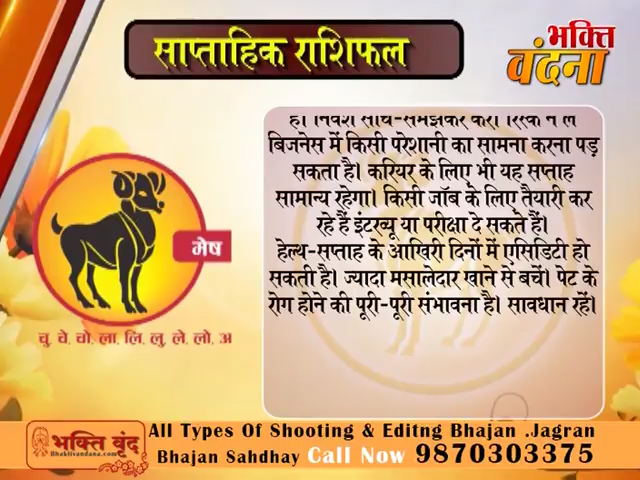 साप्ताहिक राशिफल
भक्ति
वंदना
बिजनेस में किसी परेशानी का सामना करना पड़
सकता है। करियर के लिए भी यह सप्ताह
सामान्य रहेगा। किसी जॉब के लिए तैयारी कर
रहे हैं इंटरव्यू या परीक्षा दे सकते हैं।
हेल्थ-सप्ताह के आखिरी दिनों में एसिडिटी हो
सकती है। ज्यादा मसालेदार खाने से बचें। पेट के
रोग होने की पूरी-पूरी संभावना है। सावधान रहें।
मेष
चु, चे, चो, ला, लि, लु, ले, लो, अ
भक्ति वृंद
Bhaktivandana.com
All Types Of Shooting & Editng Bhajan .Jagran
Bhajan Sahdhay Call Now 9870303375